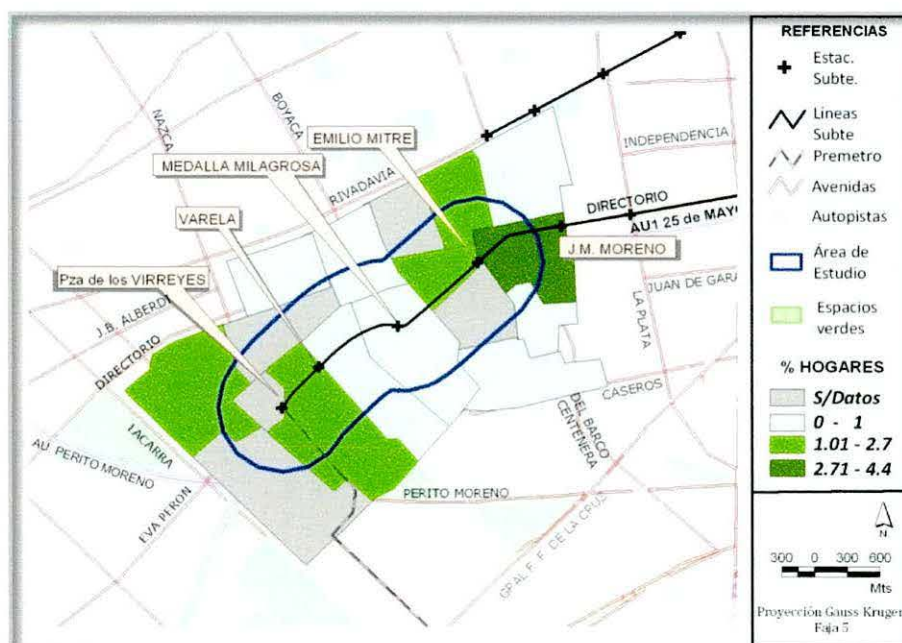 NAZCA
BOYACA
EMILIO MITRE
MEDALLA MILAGROSA
RIVADAVIA
INDEPENDENCIA
VARELA
DIRECTORIO
AU1 25 de MAYO
J.M. MORENO
Pza de los VIRREYES
J.B. ALBERDI
JUAN DE GARA
LA PLATA
DIRECTORIO
CASEROS
DEL BARCO
CENTENERA
LACARRA
AU. PERITO MORENO
EVA PERON
PERITO MORENO
GRAL F. F. DE LA CRUZ
REFERENCIAS
Estac.
Subte.
Líneas
Subte
Premetro
Avenidas
Autopistas
Área de
Estudio
Espacios
verdes
% HOGARES
S/Datos
0 - 1
1.01 - 2.7
2.71 - 4.4
N
300 0 300 600
Mts
Proyección Gauss Kruger
Faja 5